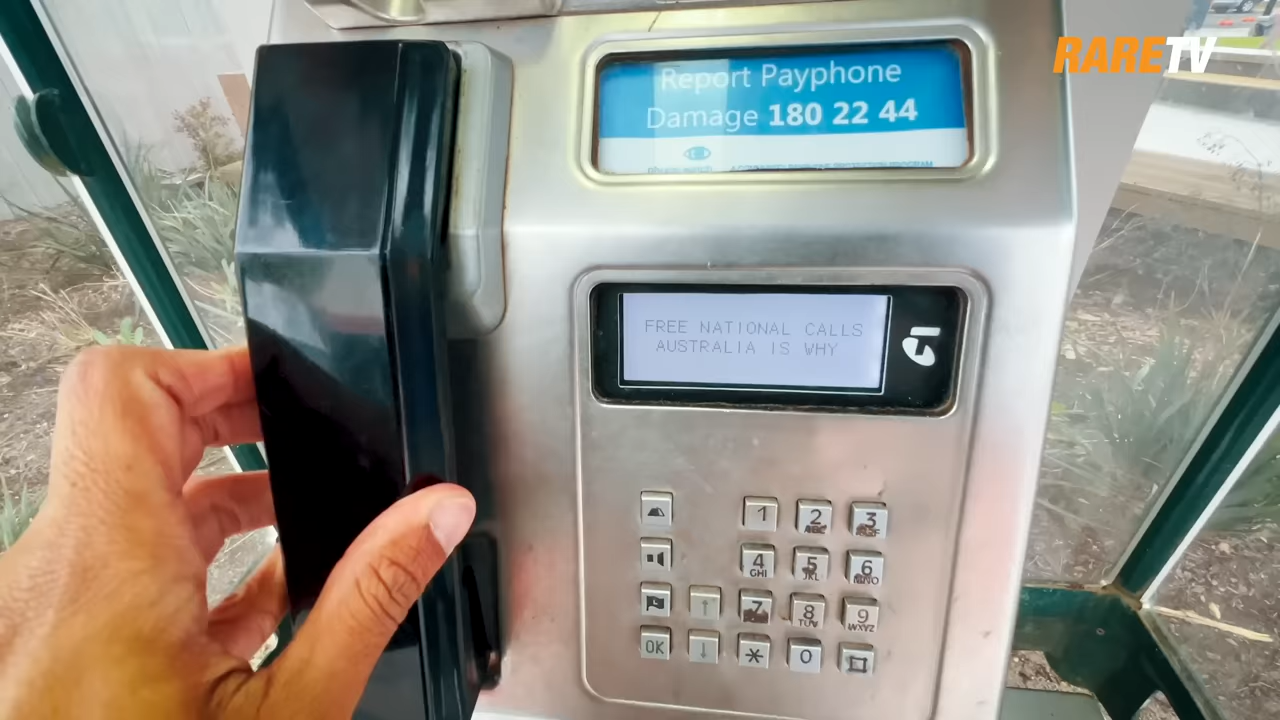 RARETV
Report Payphone
Damage 180 22 44
FREE NATIONAL CALLS
AUSTRALIA IS WHY
1
2
ABC
3
4
GHI
5
JKL
6
MNO
7
8
TUV
9
WXYZ
OK
*
0